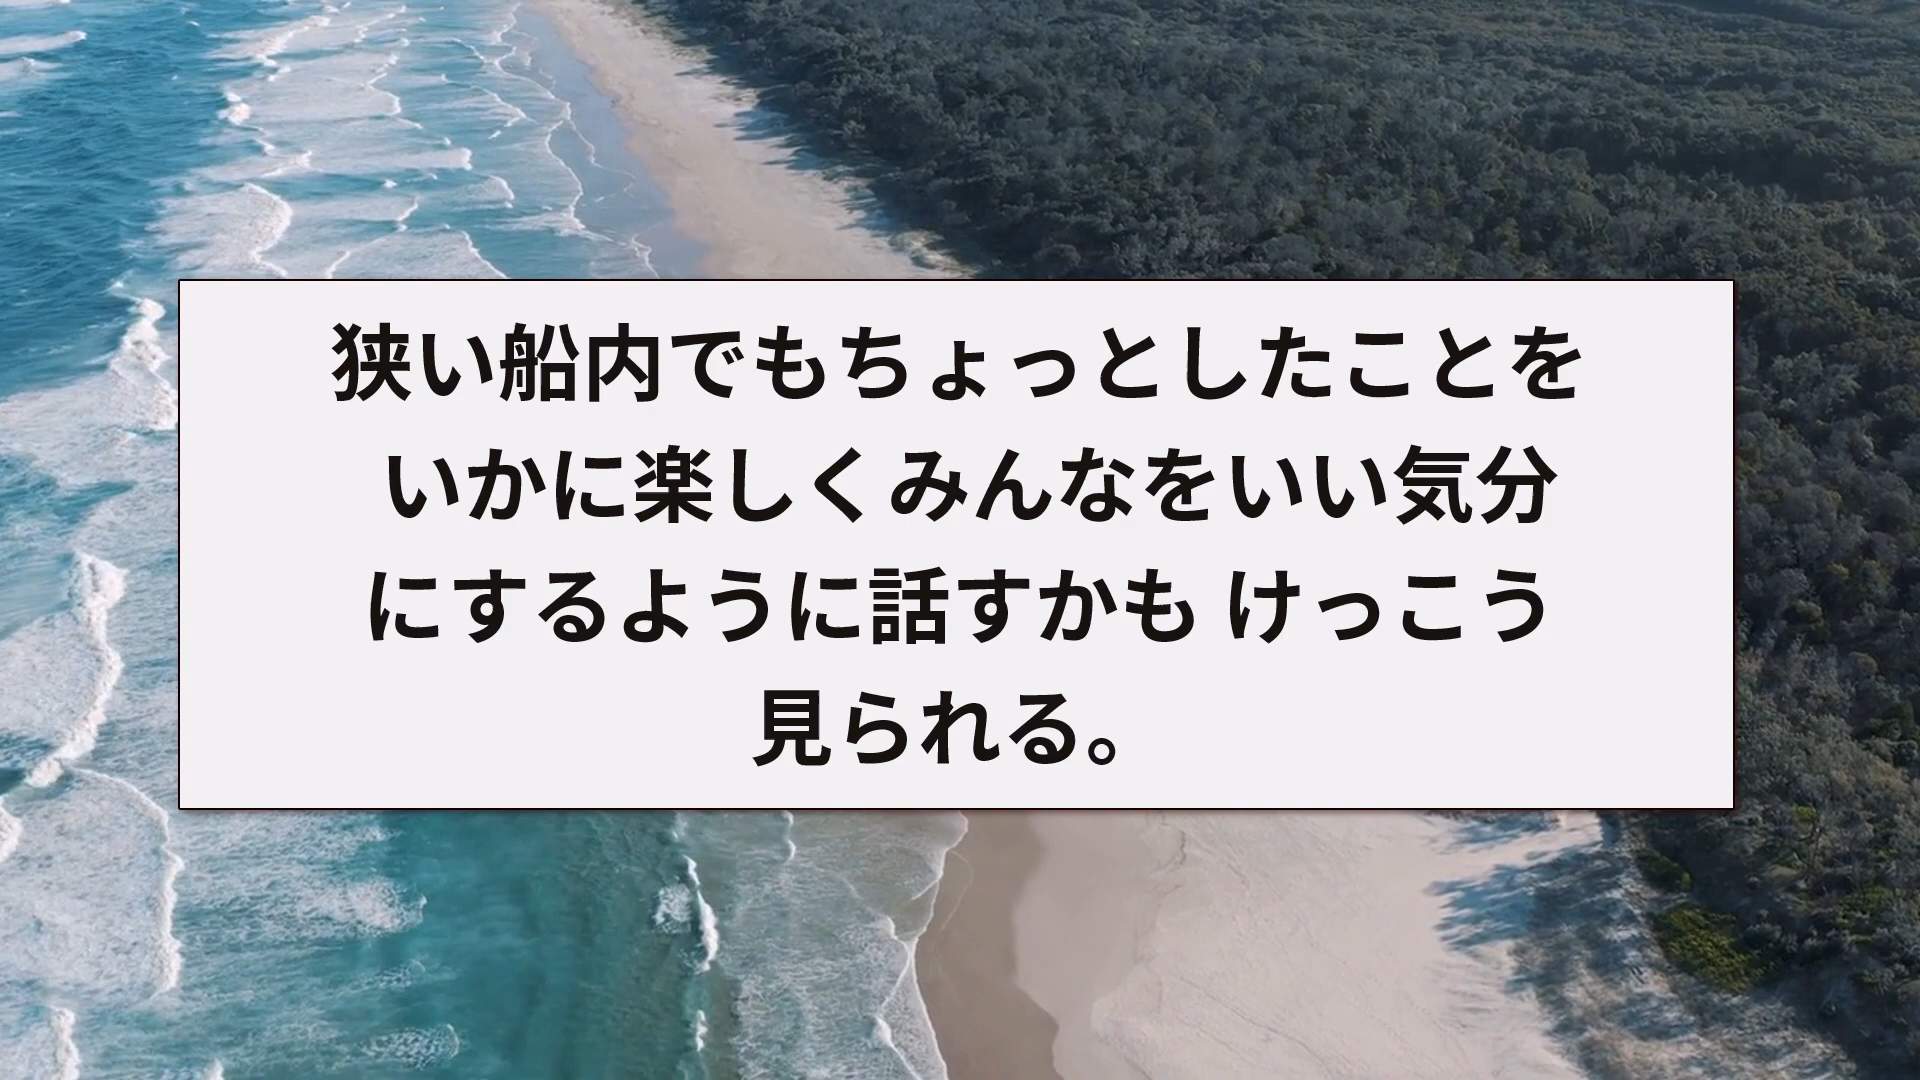 狭い船内でもちょっとしたことを
いかに楽しくみんなをいい気分
にするように話すかも けっこう
見られる。